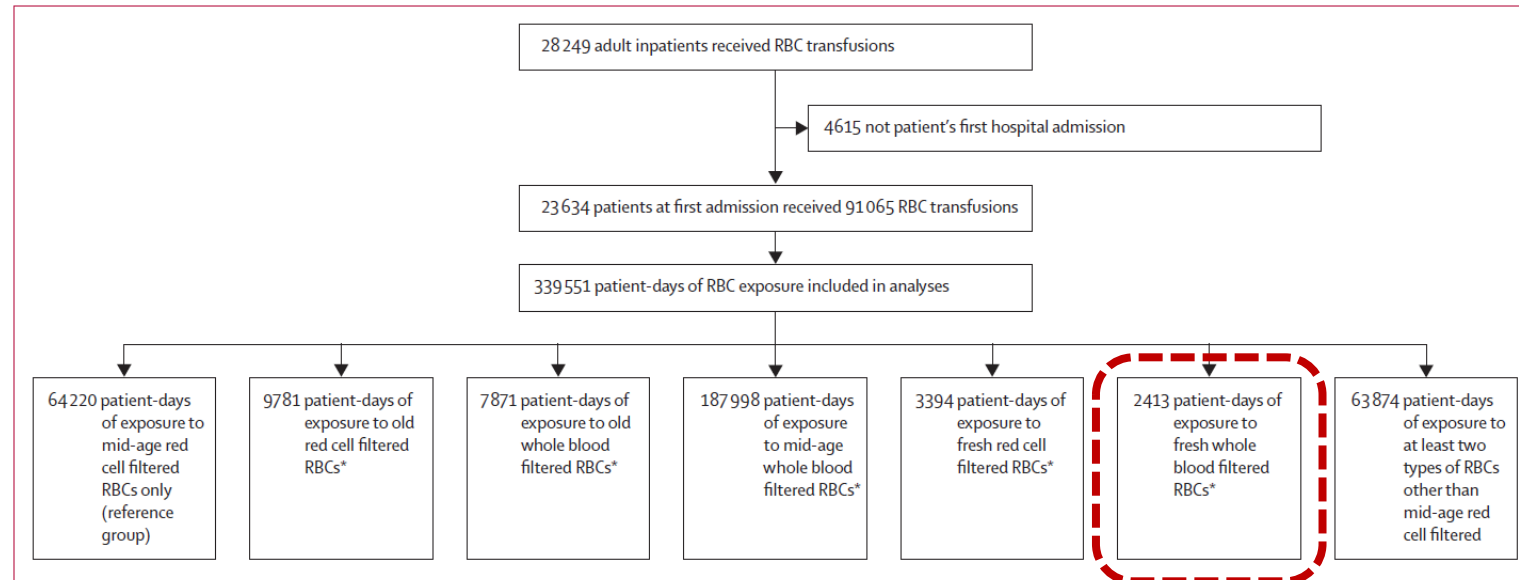 28 249 adult inpatients received RBC transfusions
4615 not patient's first hospital admission
23 634 patients at first admission received 91 065 RBC transfusions
339 551 patient-days of RBC exposure included in analyses
64 220 patient-days
of exposure to
mid-age red
cell filtered
RBCs only
(reference
group)
9781 patient-days of
exposure to old
red cell filtered
RBCs*
7871 patient-days of
exposure to old
whole blood
filtered RBCs*
187 998 patient-days
of exposure
to mid-age
whole blood
filtered RBCs*
3394 patient-days of
exposure to
fresh red cell
filtered RBCs*
2413 patient-days of
exposure to
fresh whole
blood filtered
RBCs*
63 874 patient-days
of exposure to
at least two
types of RBCs
other than
mid-age red
cell filtered